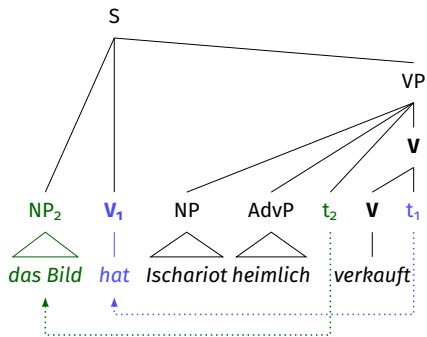 S
VP
V
NP₂ V₁ NP AdvP t₂ V t₁
das Bild hat Ischariot heimlich verkauft